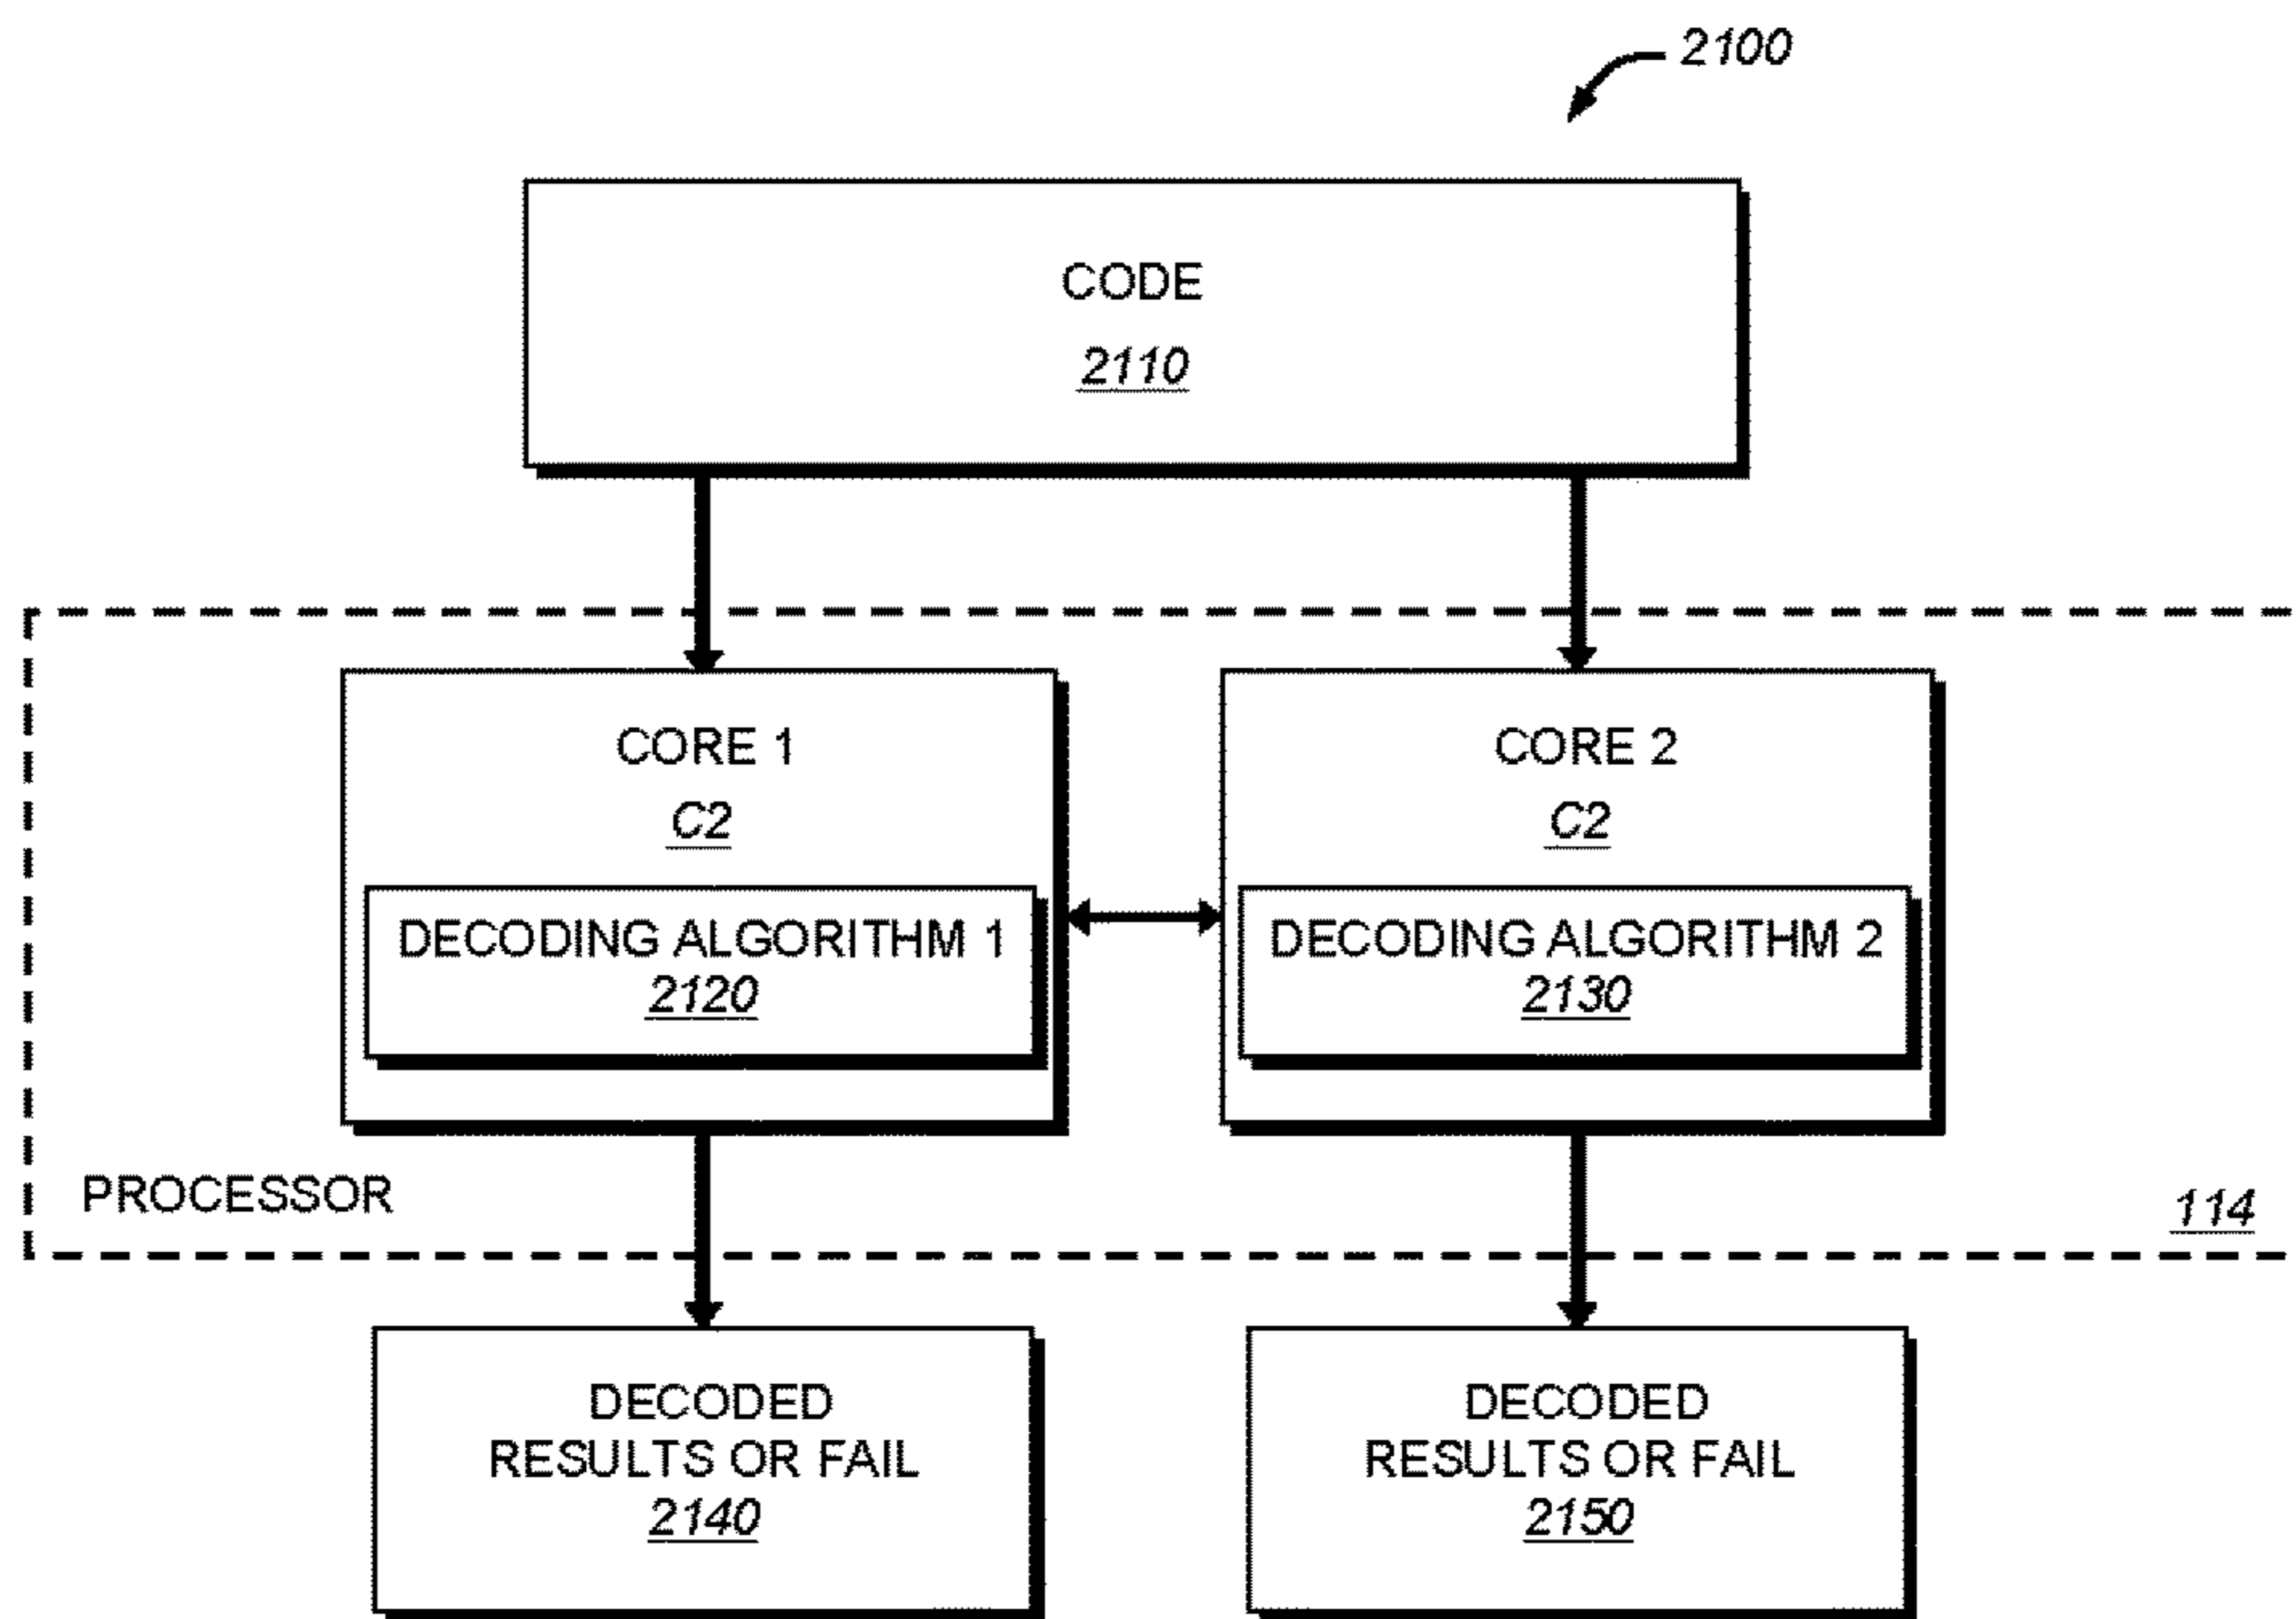 2100
CODE
2110
CORE 1
C2
DECODING ALGORITHM 1
2120
CORE 2
C2
DECODING ALGORITHM 2
2130
PROCESSOR
114
DECODED
RESULTS OR FAIL
2140
DECODED
RESULTS OR FAIL
2150